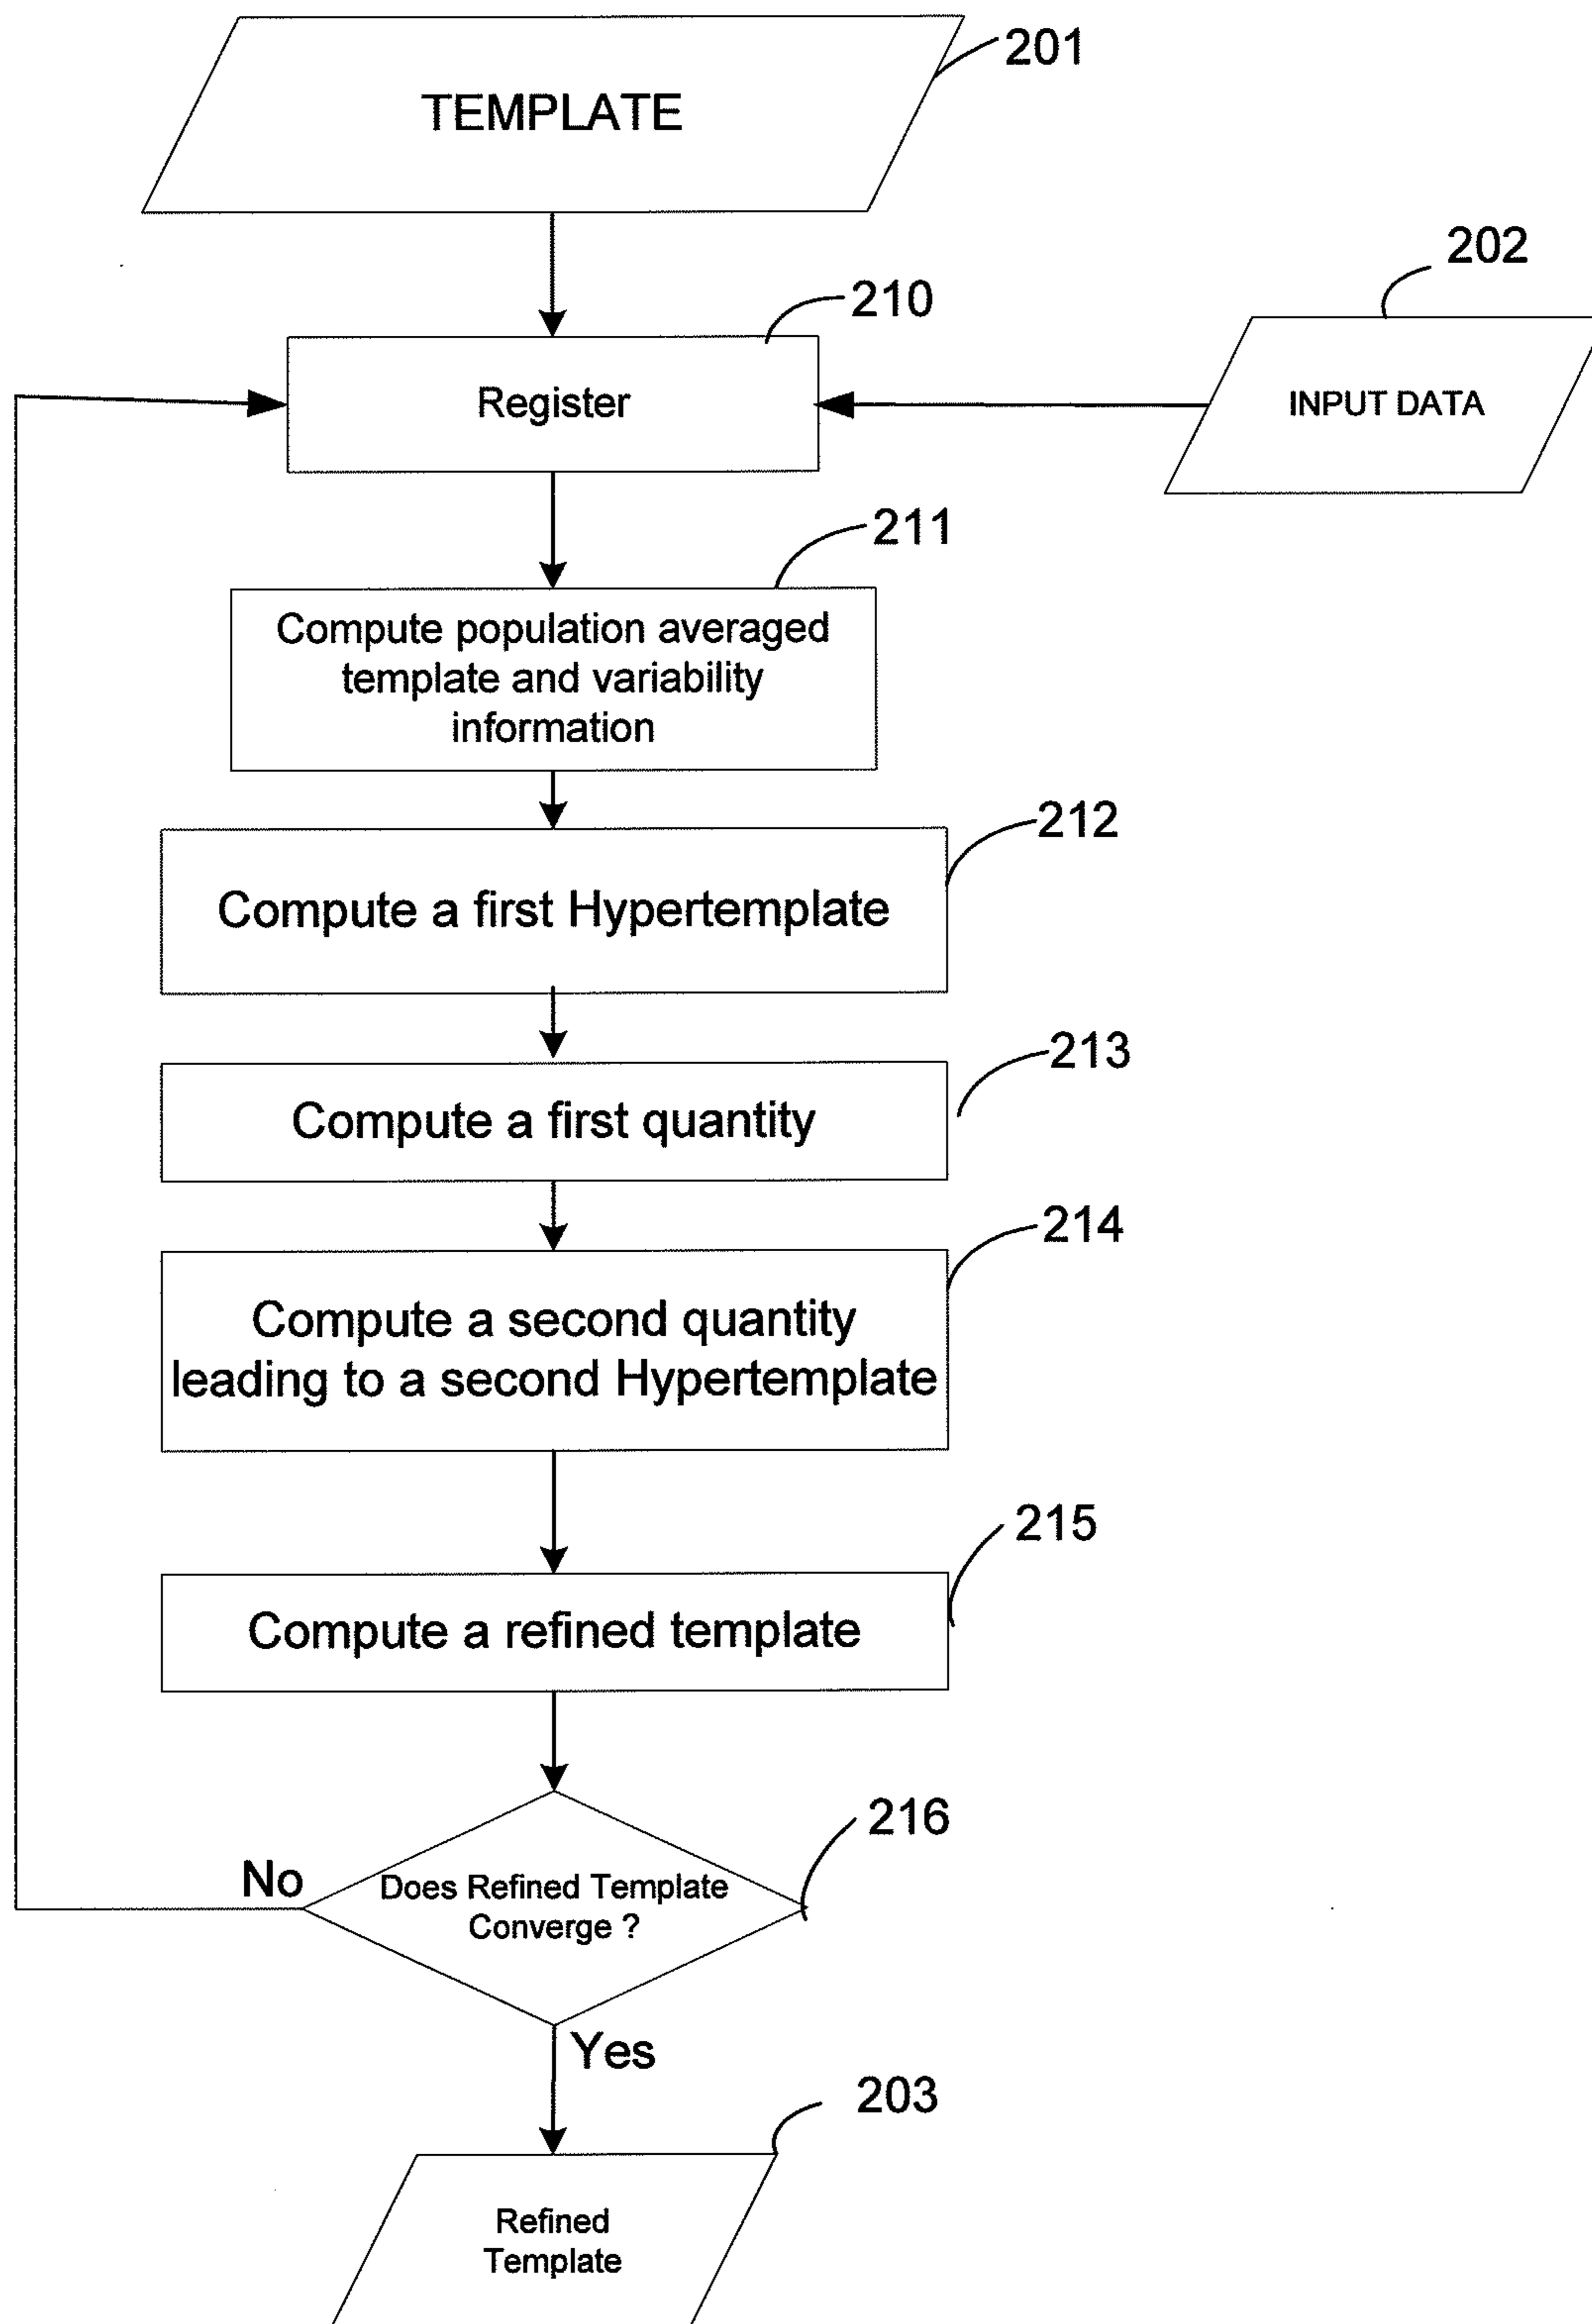 201
TEMPLATE
202
210
Register
INPUT DATA
211
Compute population averaged
template and variability
information
212
Compute a first Hypertemplate
213
Compute a first quantity
214
Compute a second quantity
leading to a second Hypertemplate
215
Compute a refined template
216
No
Does Refined Template
Converge ?
Yes
203
Refined
Template